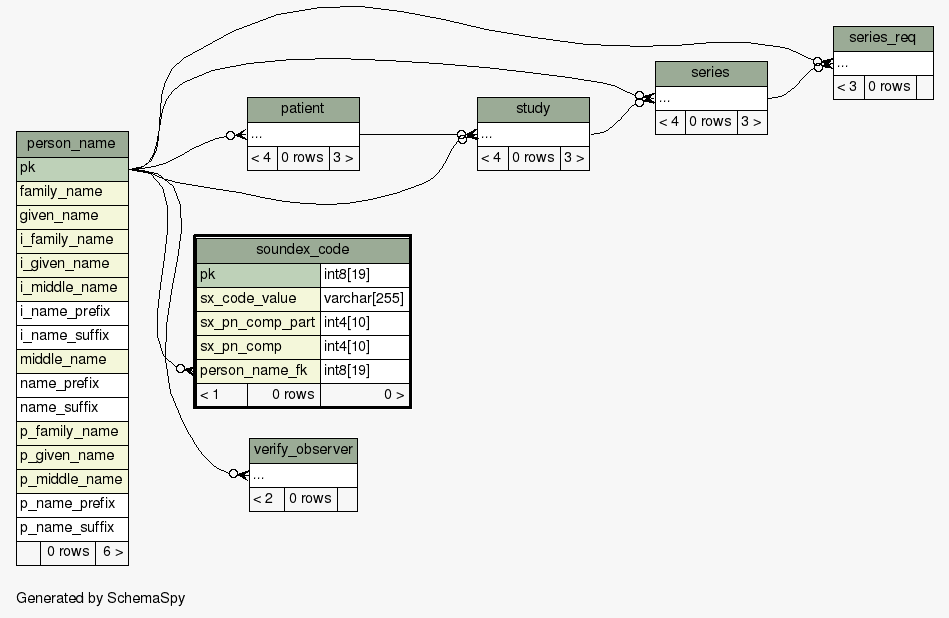 series_req
...
< 3 0 rows
series
...
< 4 0 rows 3 >
patient
...
< 4 0 rows 3 >
study
...
< 4 0 rows 3 >
person_name
pk
family_name
given_name
i_family_name
i_given_name
i_middle_name
i_name_prefix
i_name_suffix
middle_name
name_prefix
name_suffix
p_family_name
p_given_name
p_middle_name
p_name_prefix
p_name_suffix
0 rows 6 >
soundex_code
pk int8[19]
sx_code_value varchar[255]
sx_pn_comp_part int4[10]
sx_pn_comp int4[10]
person_name_fk int8[19]
< 1 0 rows 0 >
verify_observer
...
< 2 0 rows
Generated by SchemaSpy